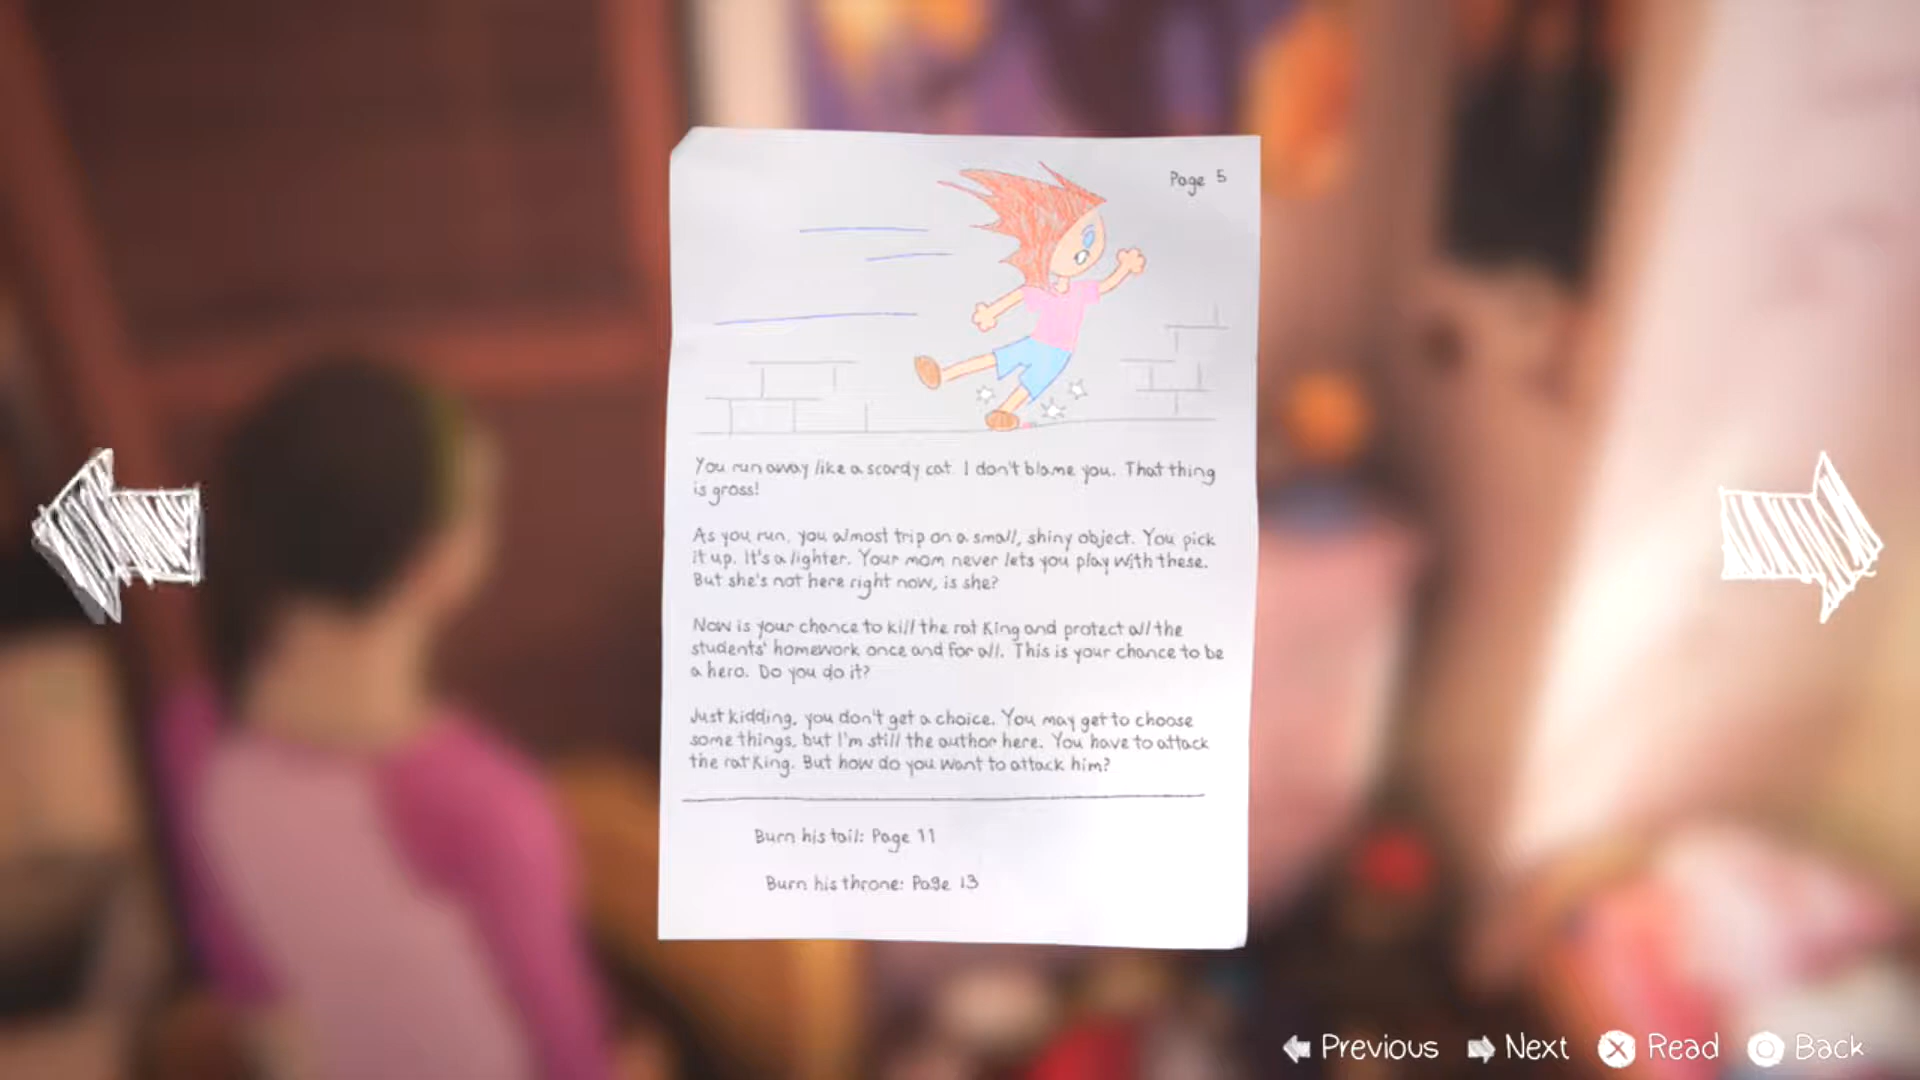 Page 5
You run away like a scardy cat. I don't blame you. That thing
is gross!
As you run, you almost trip on a small, shiny object. You pick
it up. It's a lighter. Your mom never lets you play with these.
But she's not here right now, is she?
Now is your chance to kill the rat king and protect all the
students' homework once and for all. This is your chance to be
a hero. Do you do it?
Just kidding, you don't get a choice. You may get to choose
some things, but I'm still the author here. You have to attack
the rat king. But how do you want to attack him?
Burn his tail: Page 11
Burn his throne: Page 13
Previous Next Read Back